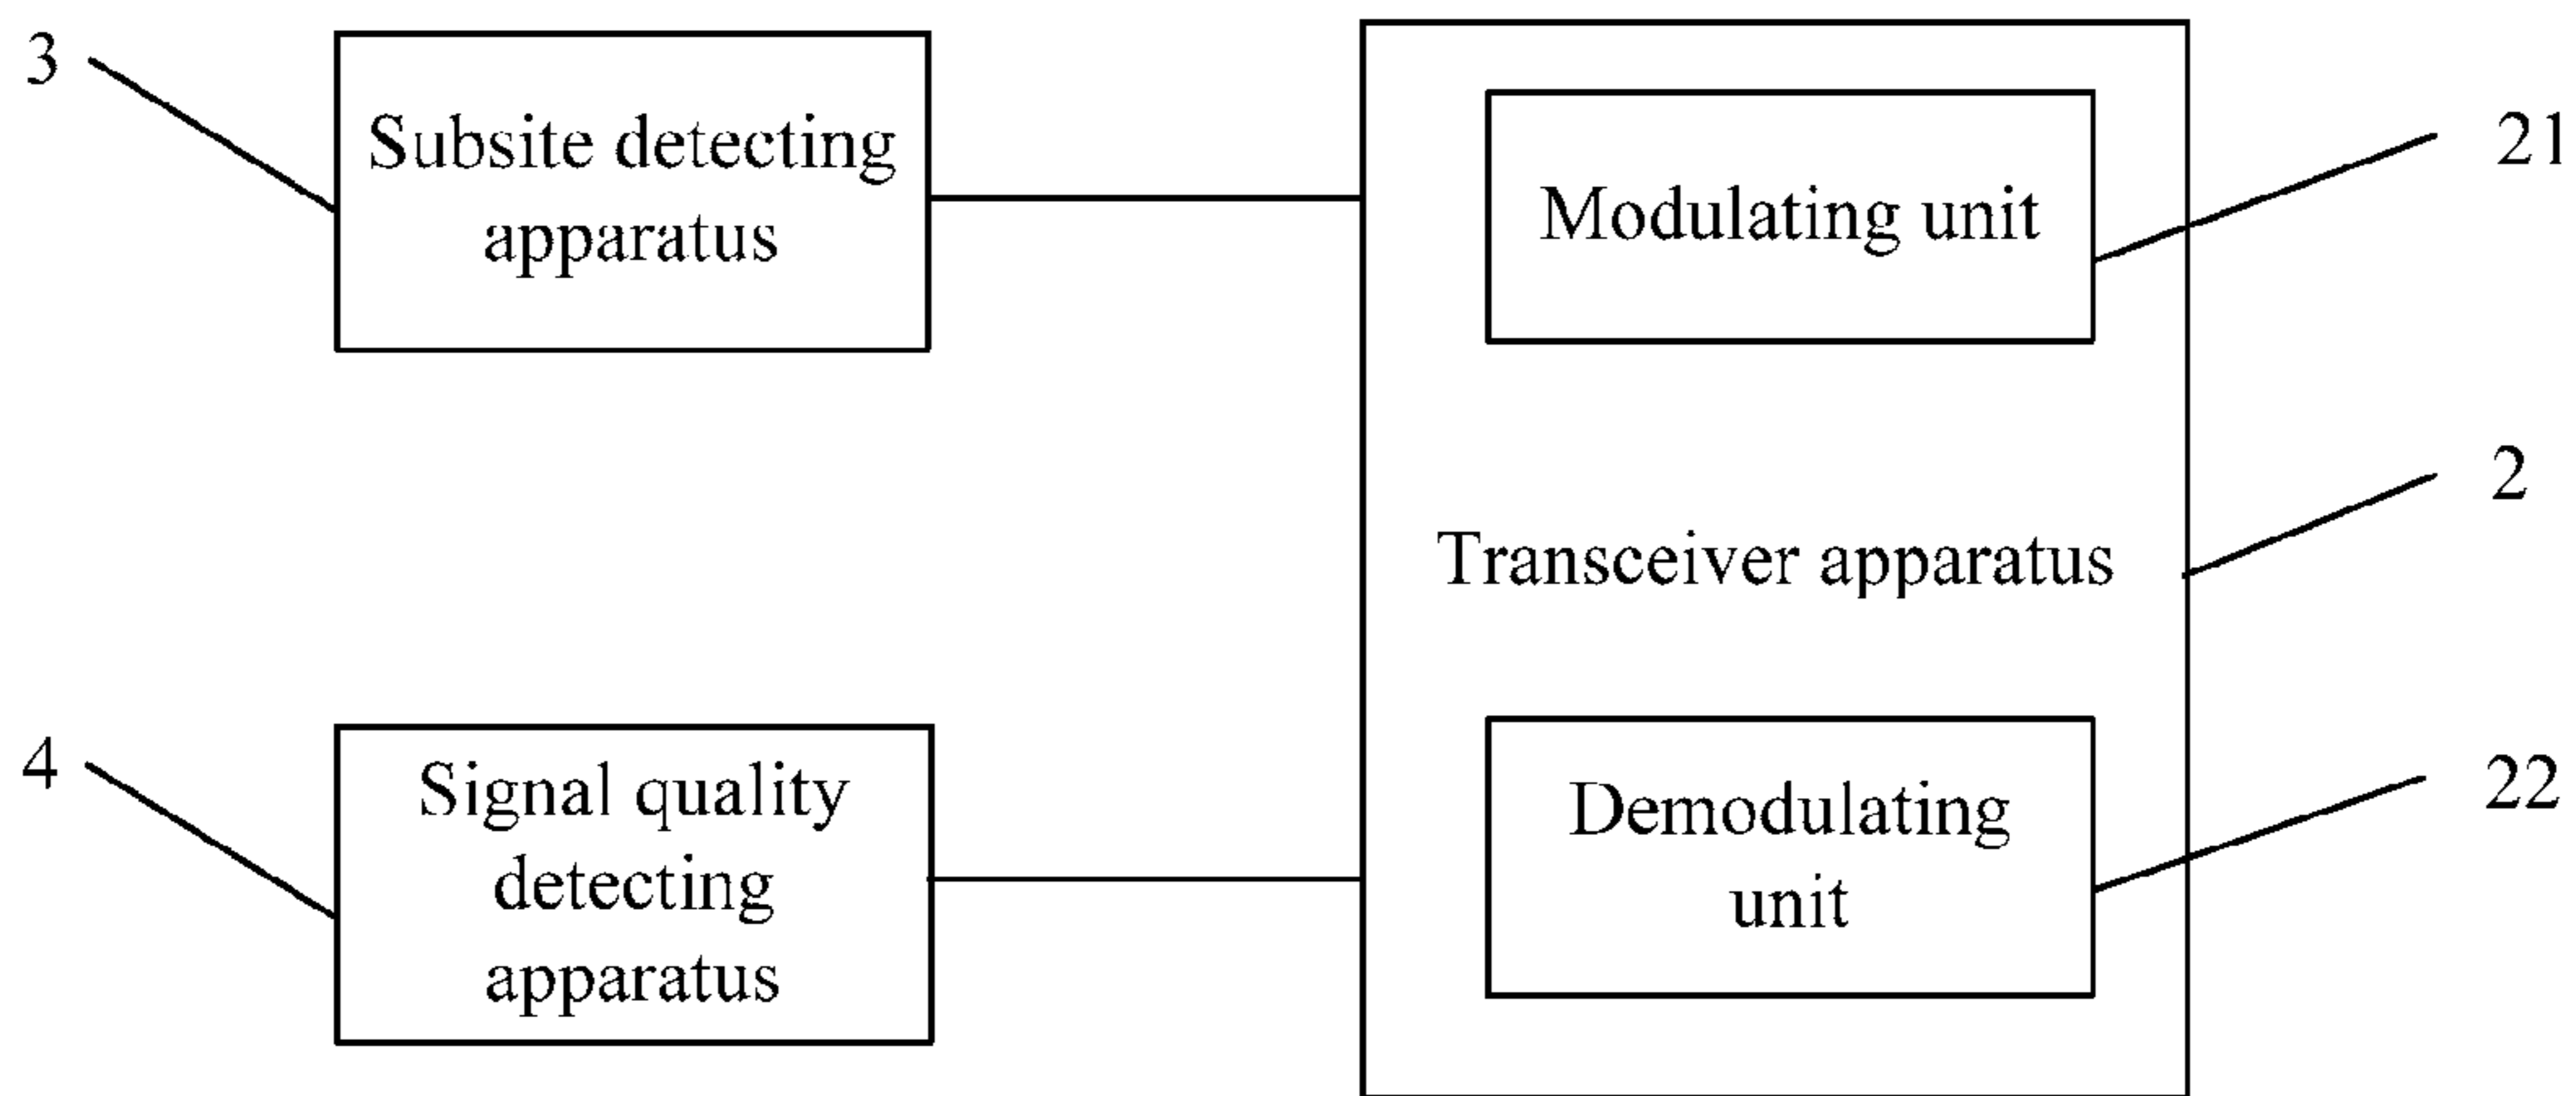 3
Subsite detecting
apparatus
Modulating unit
21
Transceiver apparatus
2
4
Signal quality
detecting
apparatus
Demodulating
unit
22